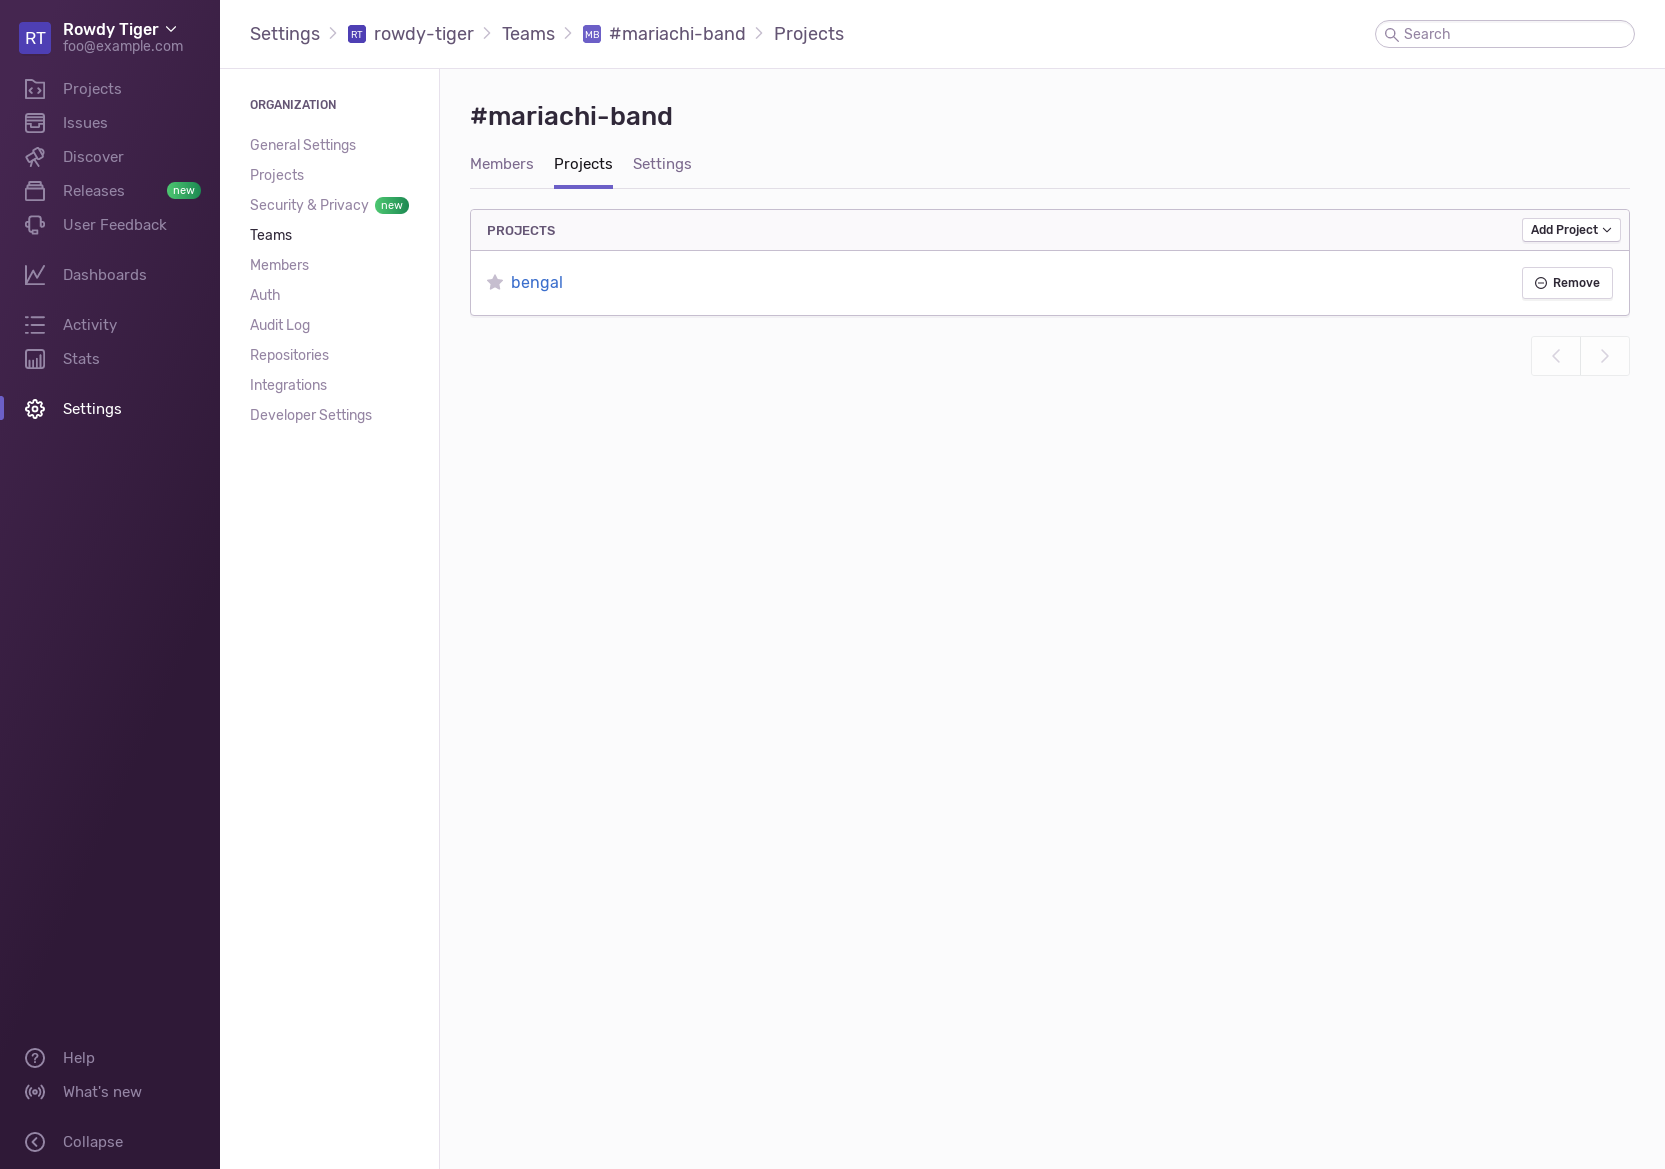 RT
Rowdy Tiger
foo@example.com
Projects
Issues
Discover
Releases new
User Feedback
Dashboards
Activity
Stats
Settings
Help
What's new
Collapse
Settings RT rowdy-tiger Teams MB #mariachi-band Projects
Search
ORGANIZATION
General Settings
Projects
Security & Privacy new
Teams
Members
Auth
Audit Log
Repositories
Integrations
Developer Settings
#mariachi-band
Members Projects Settings
PROJECTS Add Project
bengal Remove